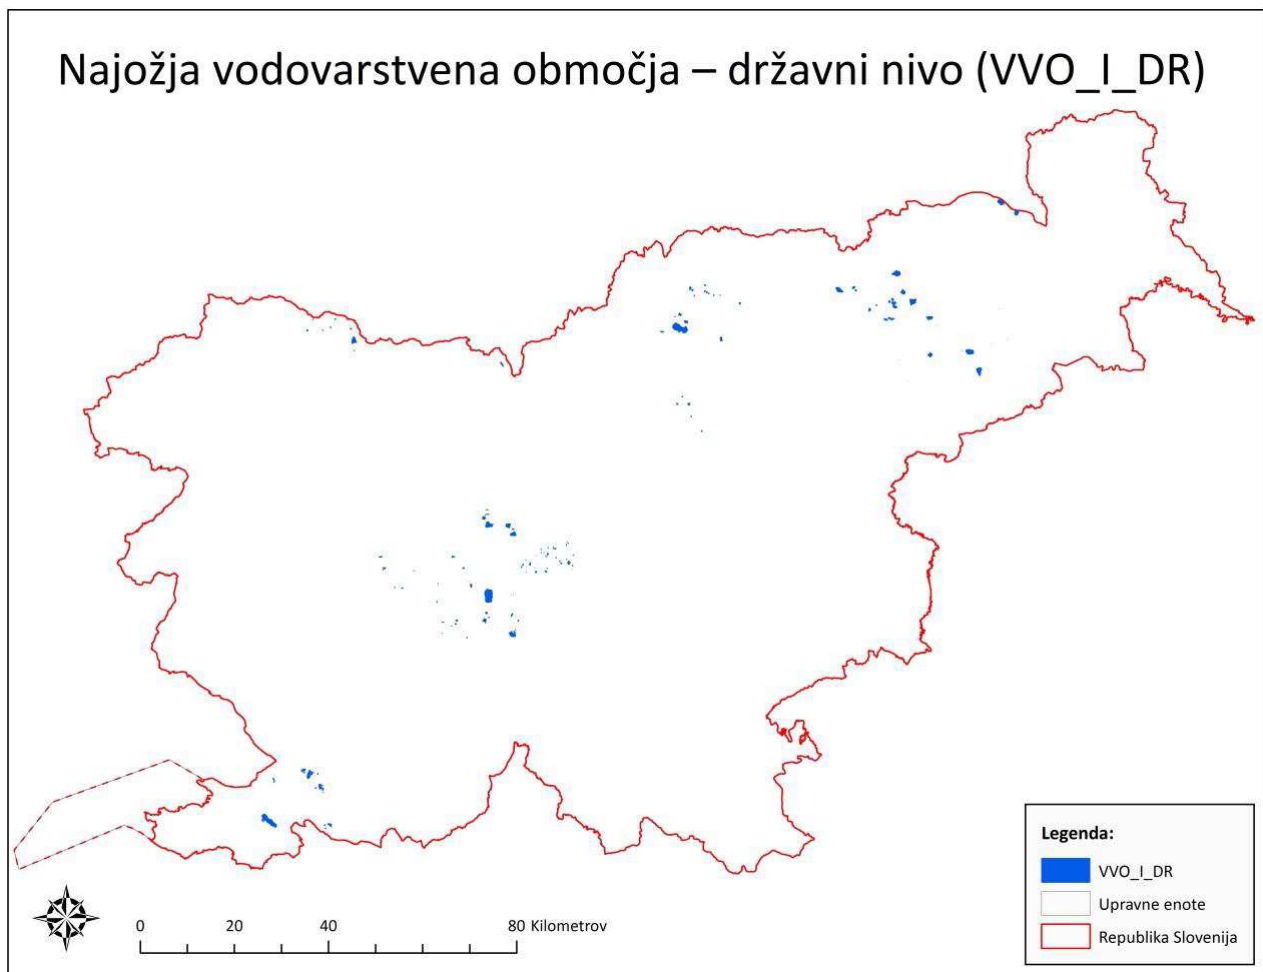 Najožja vodovarstvena območja – državni nivo (VVO_I_DR)
Legenda:
VVO_I_DR
Upravne enote
Republika Slovenija
0 20 40 80 Kilometrov